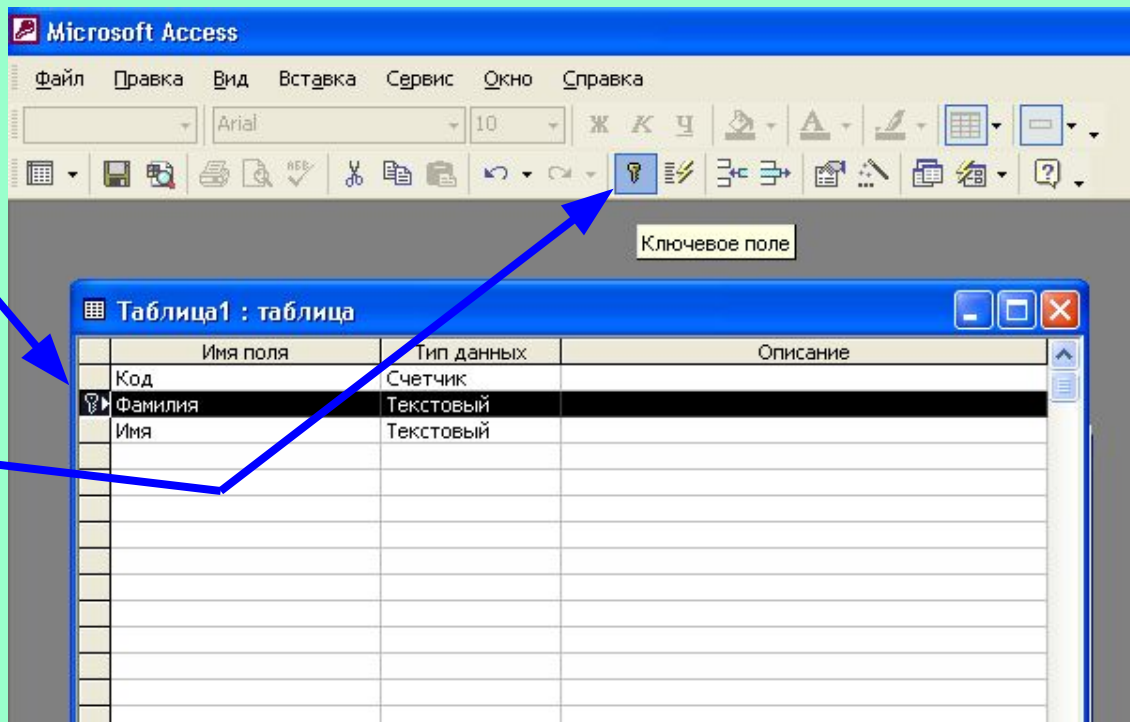 Microsoft Access
Файл Правка Вид Вставка Сервис Окно Справка
Arial 10 Ж К Ч
Ключевое поле
Таблица1 : таблица
Имя поля Тип данных Описание
Код Счетчик
Фамилия Текстовый
Имя Текстовый